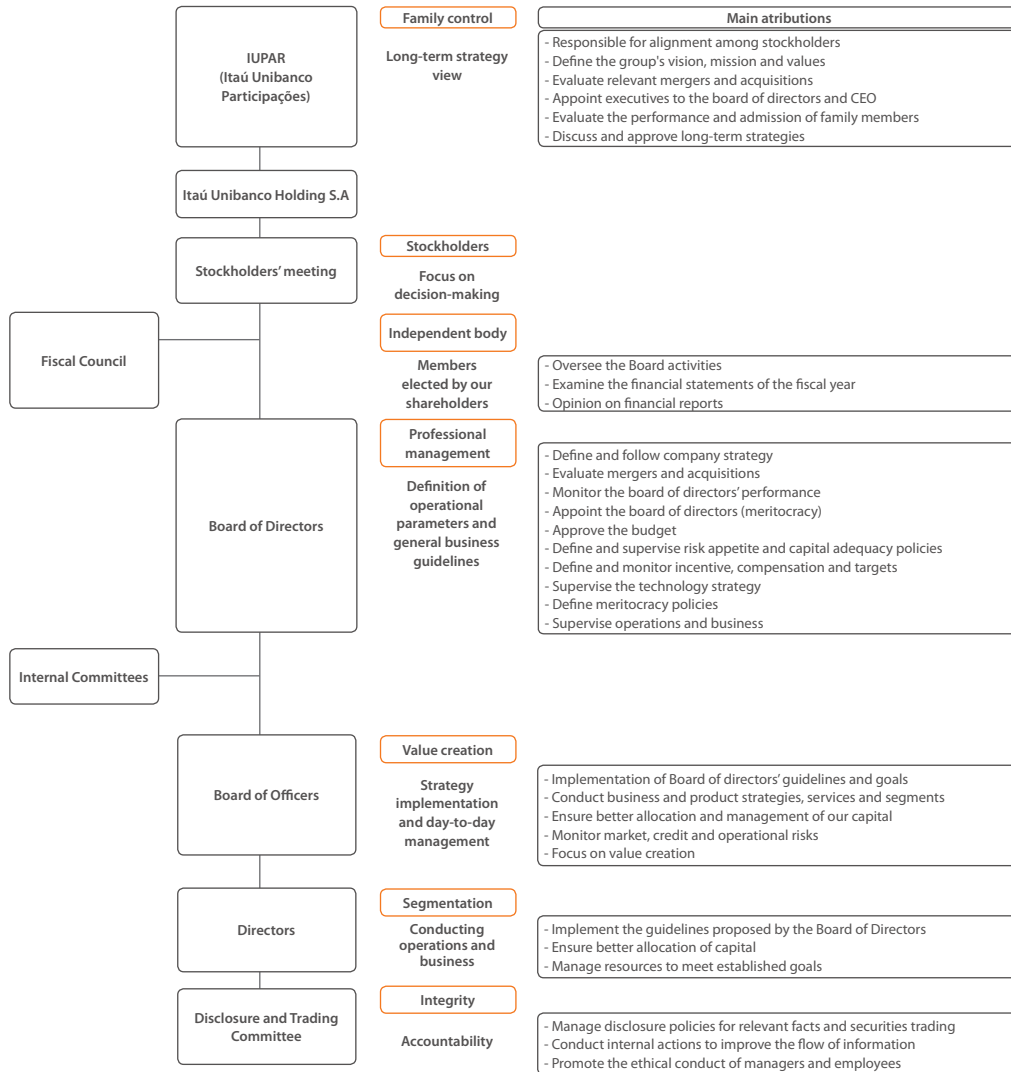 Family control
Main atributions
IUPAR
(Itaú Unibanco
Participações)
Long-term strategy
view
- Responsible for alignment among stockholders
- Define the group's vision, mission and values
- Evaluate relevant mergers and acquisitions
- Appoint executives to the board of directors and CEO
- Evaluate the performance and admission of family members
- Discuss and approve long-term strategies
Itaú Unibanco Holding S.A
Stockholders' meeting
Stockholders
Focus on
decision-making
Fiscal Council
Independent body
Members
elected by our
shareholders
- Oversee the Board activities
- Examine the financial statements of the fiscal year
- Opinion on financial reports
Board of Directors
Professional
management
Definition of
operational
parameters and
general business
guidelines
- Define and follow company strategy
- Evaluate mergers and acquisitions
- Monitor the board of directors' performance
- Appoint the board of directors (meritocracy)
- Approve the budget
- Define and supervise risk appetite and capital adequacy policies
- Define and monitor incentive, compensation and targets
- Supervise the technology strategy
- Define meritocracy policies
- Supervise operations and business
Internal Committees
Board of Officers
Value creation
Strategy
implementation
and day-to-day
management
- Implementation of Board of directors' guidelines and goals
- Conduct business and product strategies, services and segments
- Ensure better allocation and management of our capital
- Monitor market, credit and operational risks
- Focus on value creation
Directors
Segmentation
Conducting
operations and
business
- Implement the guidelines proposed by the Board of Directors
- Ensure better allocation of capital
- Manage resources to meet established goals
Disclosure and Trading
Committee
Integrity
Accountability
- Manage disclosure policies for relevant facts and securities trading
- Conduct internal actions to improve the flow of information
- Promote the ethical conduct of managers and employees